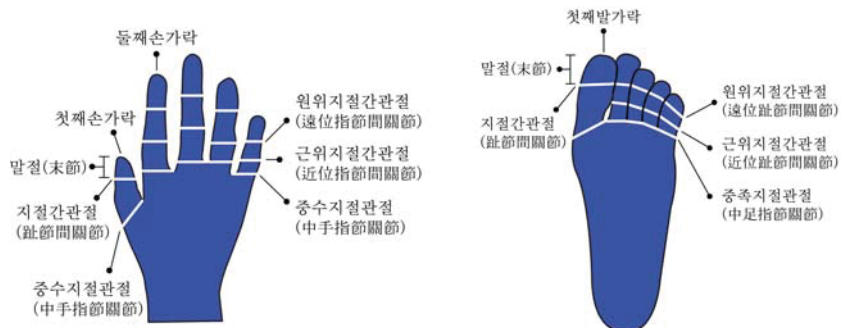 둘째손가락
첫째손가락
말절(末節)
지절간관절
(趾節間關節)
중수지절관절
(中手指節關節)
원위지절간관절
(遠位指節間關節)
근위지절간관절
(近位指節間關節)
중수지절관절
(中手指節關節)
첫째발가락
말절(末節)
지절간관절
(趾節間關節)
원위지절간관절
(遠位趾節間關節)
근위지절간관절
(近位趾節間關節)
중족지절관절
(中足指節關節)